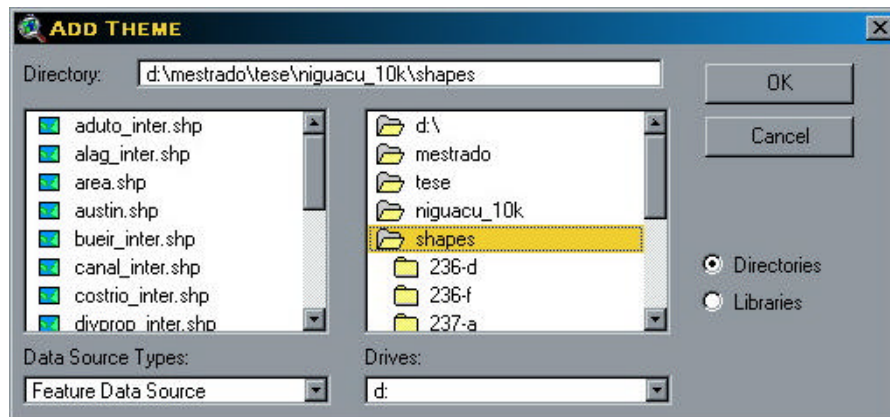 ADD THEME
Directory: d:\mestrado\tese\niguacu_10k\shapes
OK
Cancel
aduto_inter.shp
alag_inter.shp
area.shp
austin.shp
bueir_inter.shp
canal_inter.shp
costrio_inter.shp
divprop_inter.shp
d:\
mestrado
tese
niguacu_10k
shapes
236-d
236-f
237-a
Directories
Libraries
Data Source Types:
Feature Data Source
Drives:
d: